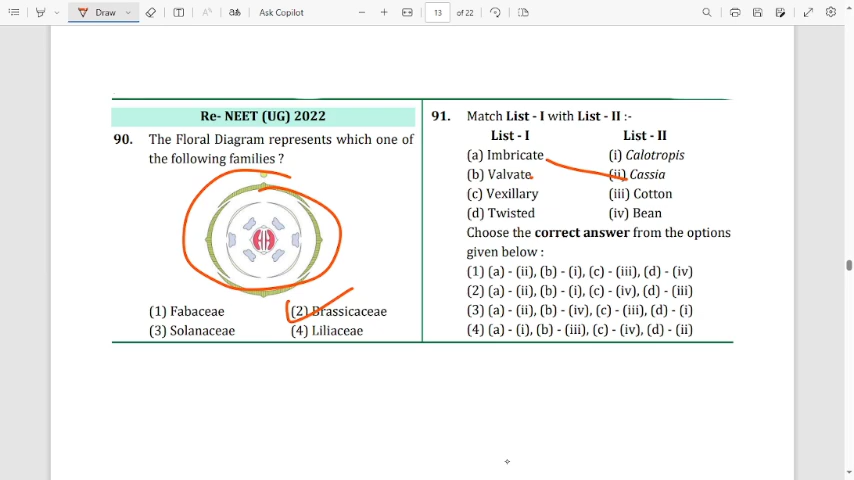 Draw
Ask Copilot
13 of 22
Re- NEET (UG) 2022
90. The Floral Diagram represents which one of
the following families ?
(1) Fabaceae
(2) Brassicaceae
(3) Solanaceae
(4) Liliaceae
91. Match List - I with List - II :-
List - I
List - II
(a) Imbricate
(i) Calotropis
(b) Valvate
(ii) Cassia
(c) Vexillary
(iii) Cotton
(d) Twisted
(iv) Bean
Choose the correct answer from the options
given below :
(1) (a) - (ii), (b) - (i), (c) - (iii), (d) - (iv)
(2) (a) - (ii), (b) - (i), (c) - (iv), (d) - (iii)
(3) (a) - (ii), (b) - (iv), (c) - (iii), (d) - (i)
(4) (a) - (i), (b) - (iii), (c) - (iv), (d) - (ii)